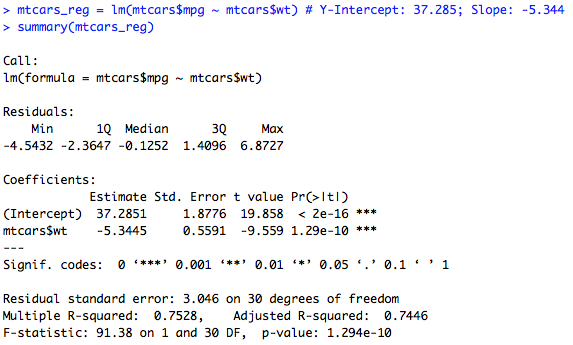 > mtcars_reg = lm(mtcars$mpg ~ mtcars$wt) # Y-Intercept: 37.285; Slope: -5.344
> summary(mtcars_reg)
Call:
lm(formula = mtcars$mpg ~ mtcars$wt)
Residuals:
    Min      1Q  Median      3Q     Max
-4.5432 -2.3647 -0.1252  1.4096  6.8727
Coefficients:
            Estimate Std. Error t value Pr(>|t|)
(Intercept)  37.2851     1.8776  19.858  < 2e-16 ***
mtcars$wt    -5.3445     0.5591  -9.559 1.29e-10 ***
---
Signif. codes:  0 ‘***’ 0.001 ‘**’ 0.01 ‘*’ 0.05 ‘.’ 0.1 ‘ ’ 1
Residual standard error: 3.046 on 30 degrees of freedom
Multiple R-squared:  0.7528,	Adjusted R-squared:  0.7446
F-statistic: 91.38 on 1 and 30 DF,  p-value: 1.294e-10